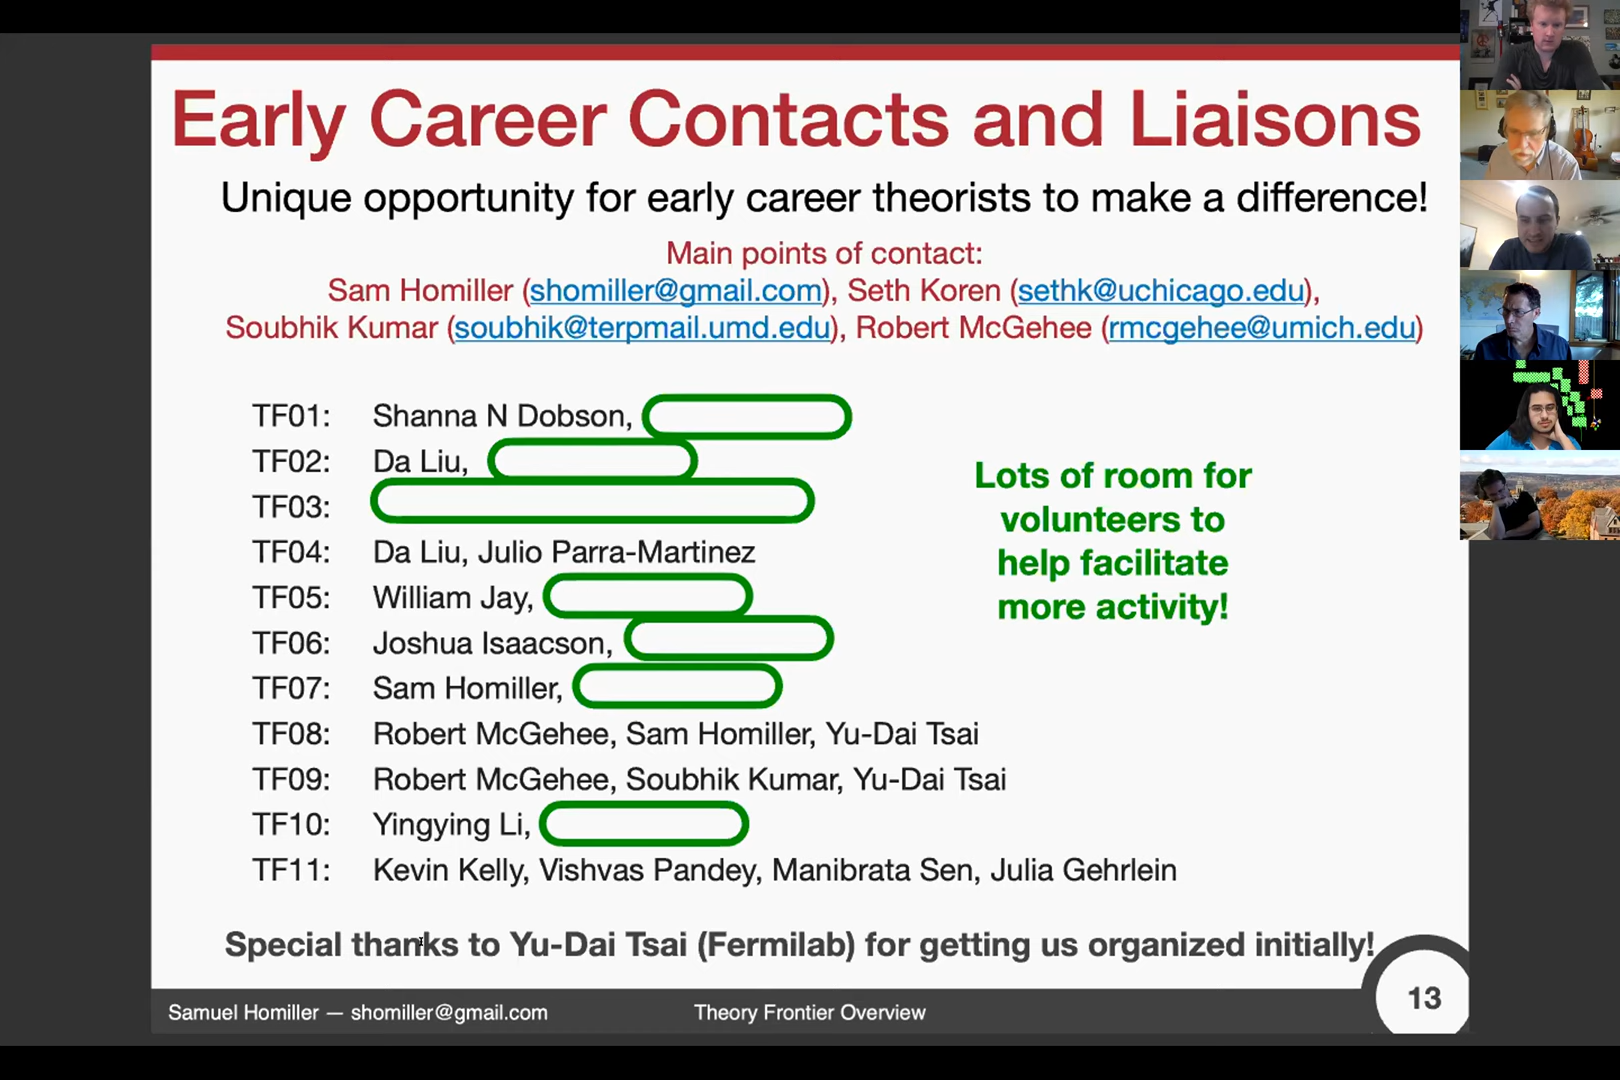 Early Career Contacts and Liaisons
Unique opportunity for early career theorists to make a difference!
Main points of contact:
Sam Homiller (shomiller@gmail.com), Seth Koren (sethk@uchicago.edu),
Soubhik Kumar (soubhik@terpmail.umd.edu), Robert McGehee (rmcgehee@umich.edu)
TF01: Shanna N Dobson,
TF02: Da Liu,
TF03:
TF04: Da Liu, Julio Parra-Martinez
TF05: William Jay,
TF06: Joshua Isaacson,
TF07: Sam Homiller,
TF08: Robert McGehee, Sam Homiller, Yu-Dai Tsai
TF09: Robert McGehee, Soubhik Kumar, Yu-Dai Tsai
TF10: Yingying Li,
TF11: Kevin Kelly, Vishvas Pandey, Manibrata Sen, Julia Gehrlein
Lots of room for
volunteers to
help facilitate
more activity!
Special thanks to Yu-Dai Tsai (Fermilab) for getting us organized initially!
Samuel Homiller — shomiller@gmail.com
Theory Frontier Overview
13